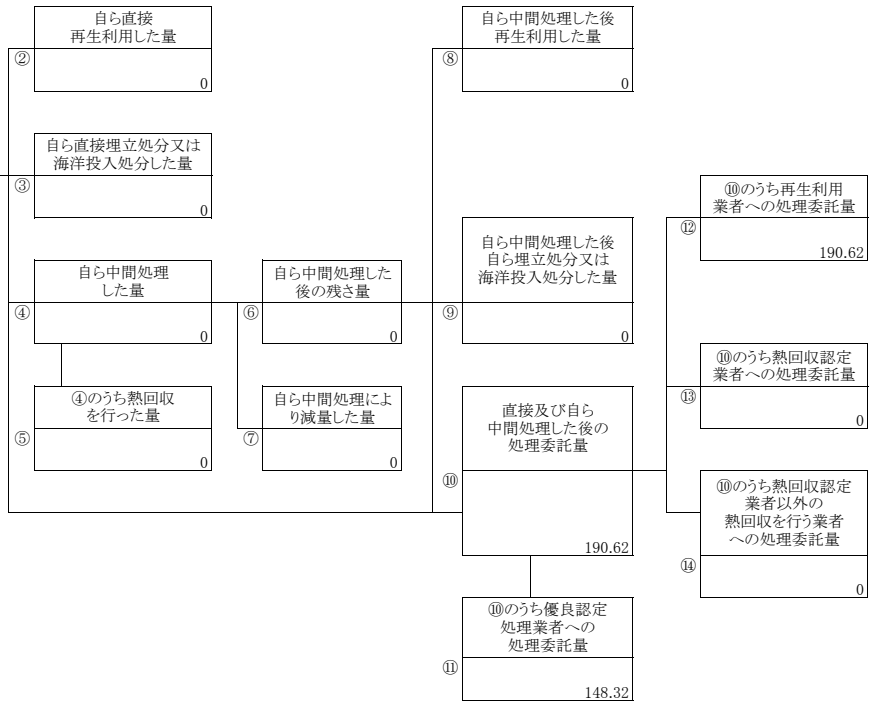 自ら直接
再生利用した量
②
0
自ら直接埋立処分又は
海洋投入処分した量
③
0
自ら中間処理
した量
④
0
④のうち熱回収
を行った量
⑤
0
自ら中間処理した
後の残さ量
⑥
0
自ら中間処理によ
り減量した量
⑦
0
自ら中間処理した後
再生利用した量
⑧
0
自ら中間処理した後
自ら埋立処分又は
海洋投入処分した量
⑨
0
直接及び自ら
中間処理した後の
処理委託量
⑩
190.62
⑩のうち優良認定
処理業者への
処理委託量
⑪
148.32
⑩のうち再生利用
業者への処理委託量
⑫
190.62
⑩のうち熱回収認定
業者への処理委託量
⑬
0
⑩のうち熱回収認定
業者以外の
熱回収を行う業者
への処理委託量
⑭
0